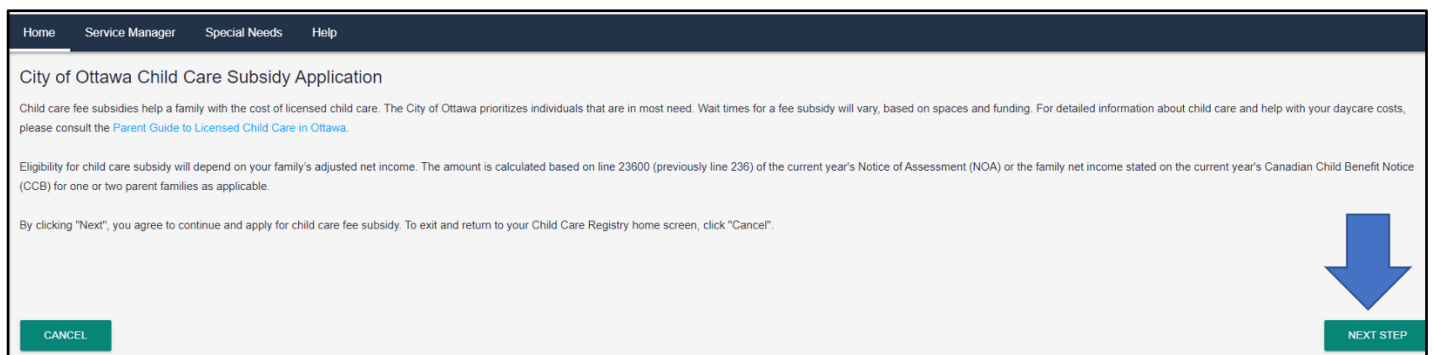 Home Service Manager Special Needs Help
City of Ottawa Child Care Subsidy Application
Child care fee subsidies help a family with the cost of licensed child care. The City of Ottawa prioritizes individuals that are in most need. Wait times for a fee subsidy will vary, based on spaces and funding. For detailed information about child care and help with your daycare costs,
please consult the Parent Guide to Licensed Child Care in Ottawa.
Eligibility for child care subsidy will depend on your family's adjusted net income. The amount is calculated based on line 23600 (previously line 236) of the current year's Notice of Assessment (NOA) or the family net income stated on the current year's Canadian Child Benefit Notice
(CCB) for one or two parent families as applicable.
By clicking "Next", you agree to continue and apply for child care fee subsidy. To exit and return to your Child Care Registry home screen, click "Cancel".
CANCEL NEXT STEP